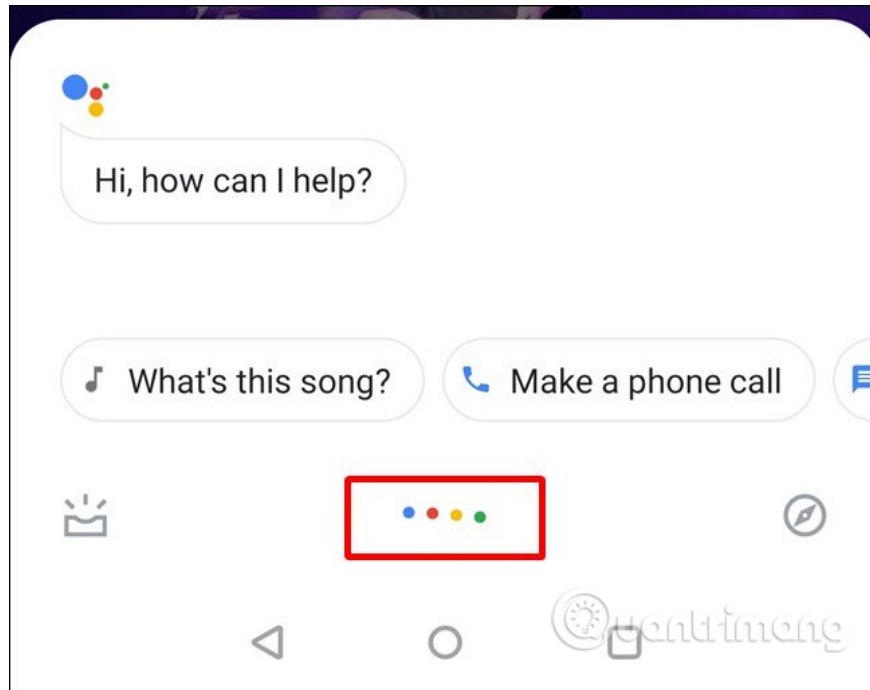 Hi, how can I help?
What's this song?
Make a phone call
Quantrimang